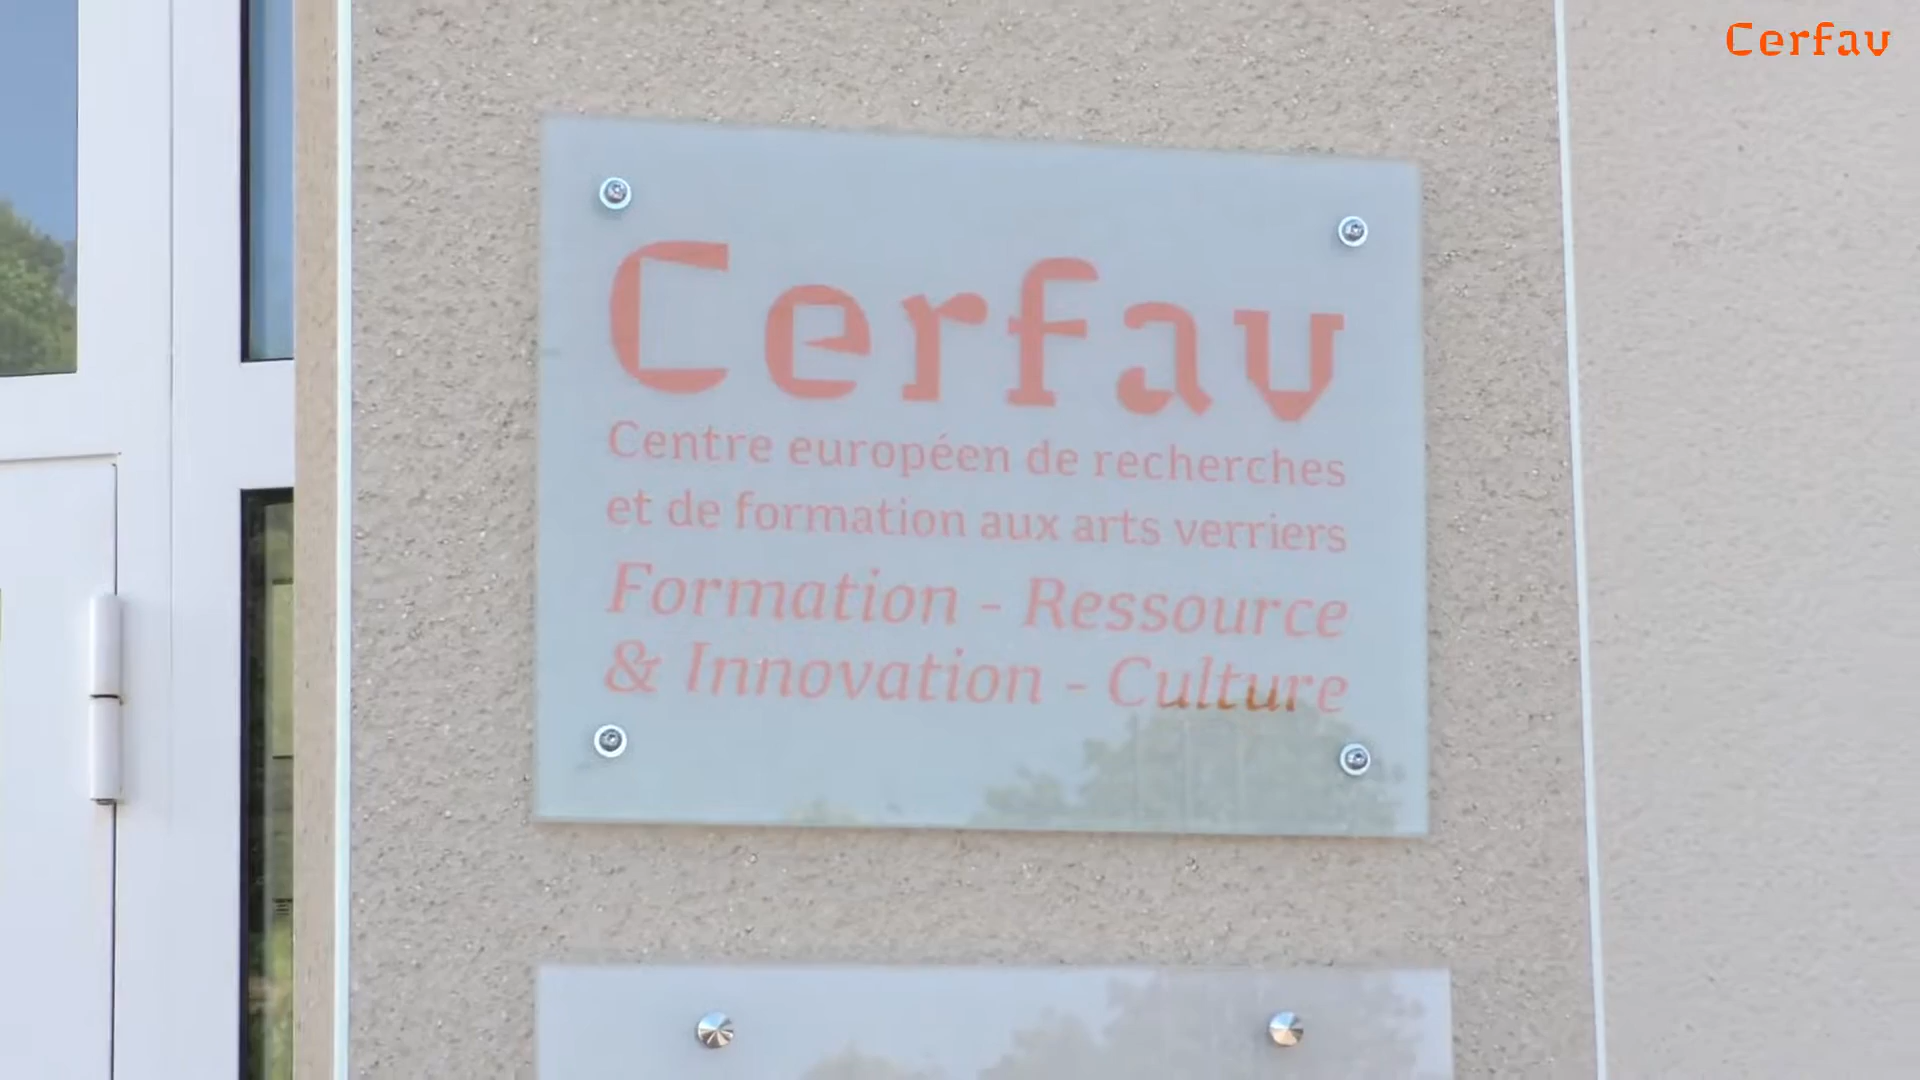 Cerfav
Cerfav
Centre européen de recherches
et de formation aux arts verriers
Formation - Ressource
& Innovation - Culture